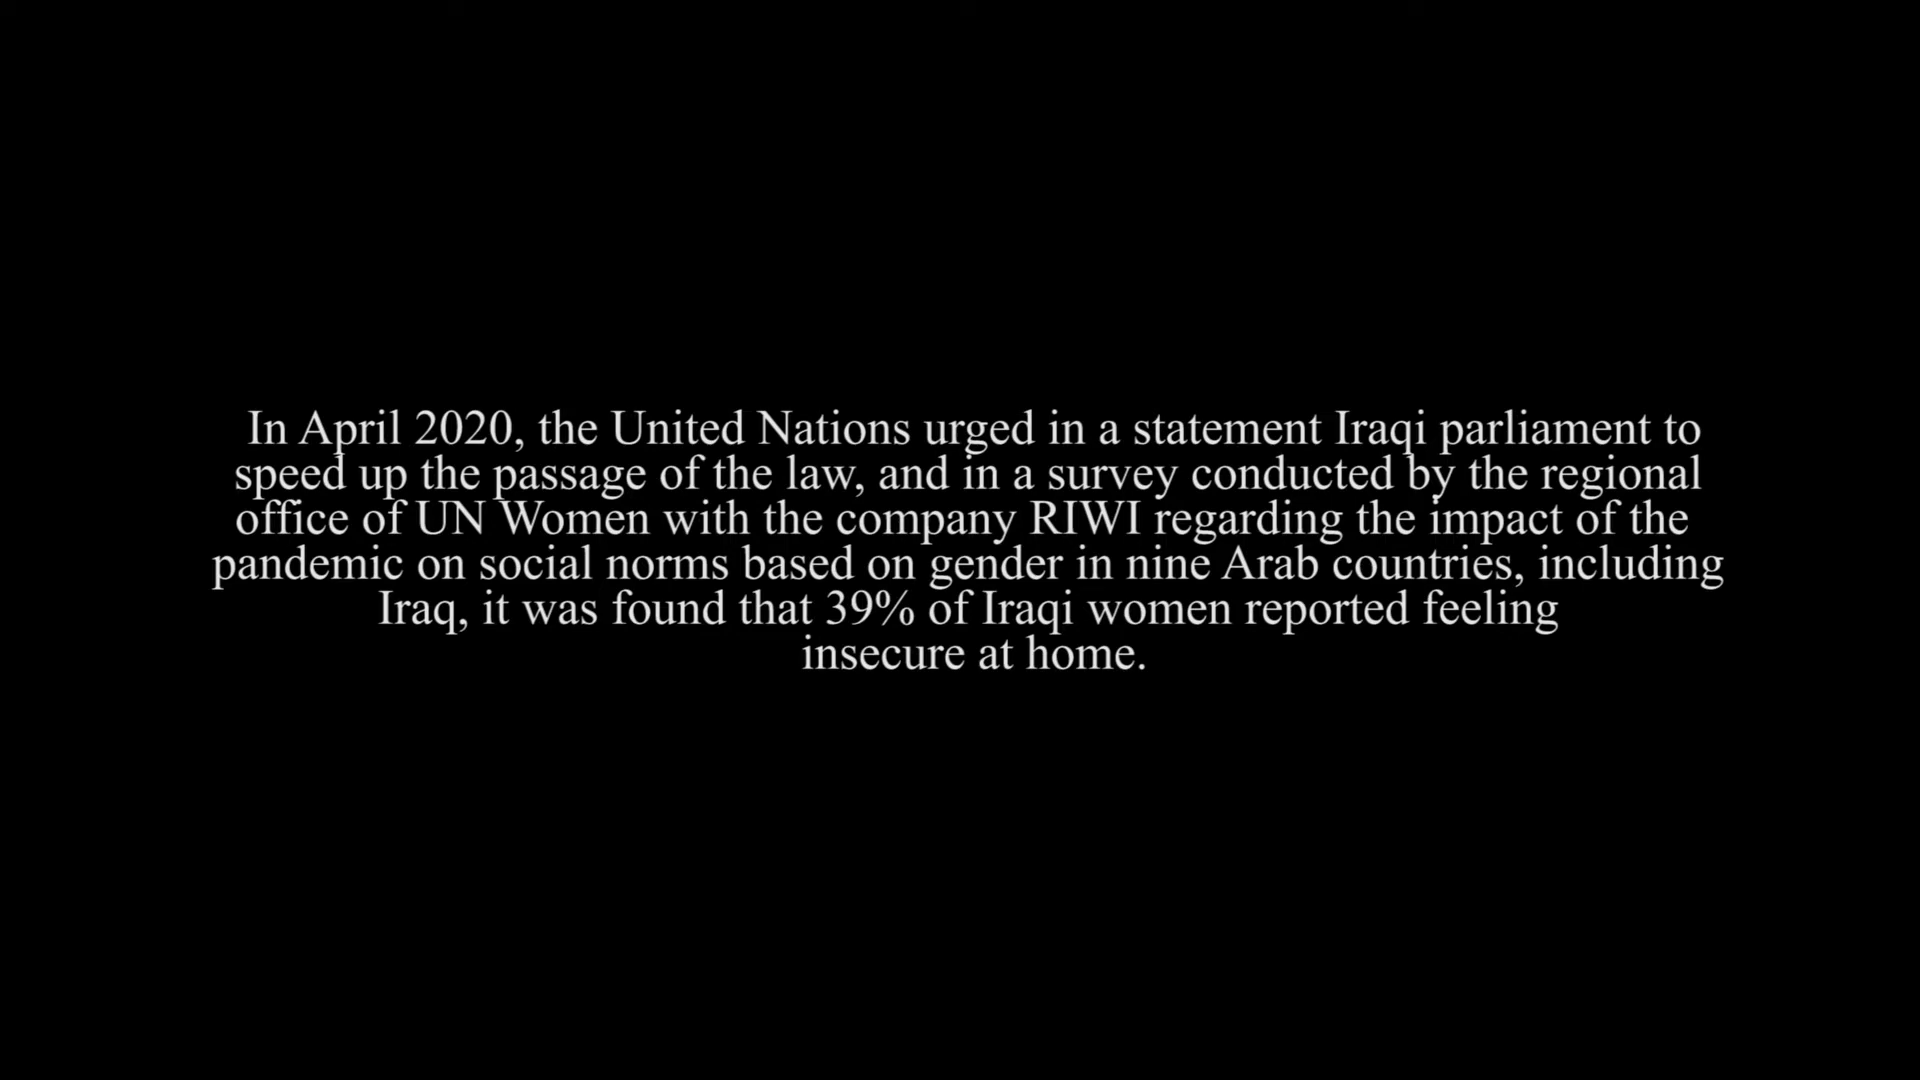 In April 2020, the United Nations urged in a statement Iraqi parliament to
speed up the passage of the law, and in a survey conducted by the regional
office of UN Women with the company RIWI regarding the impact of the
pandemic on social norms based on gender in nine Arab countries, including
Iraq, it was found that 39% of Iraqi women reported feeling
insecure at home.